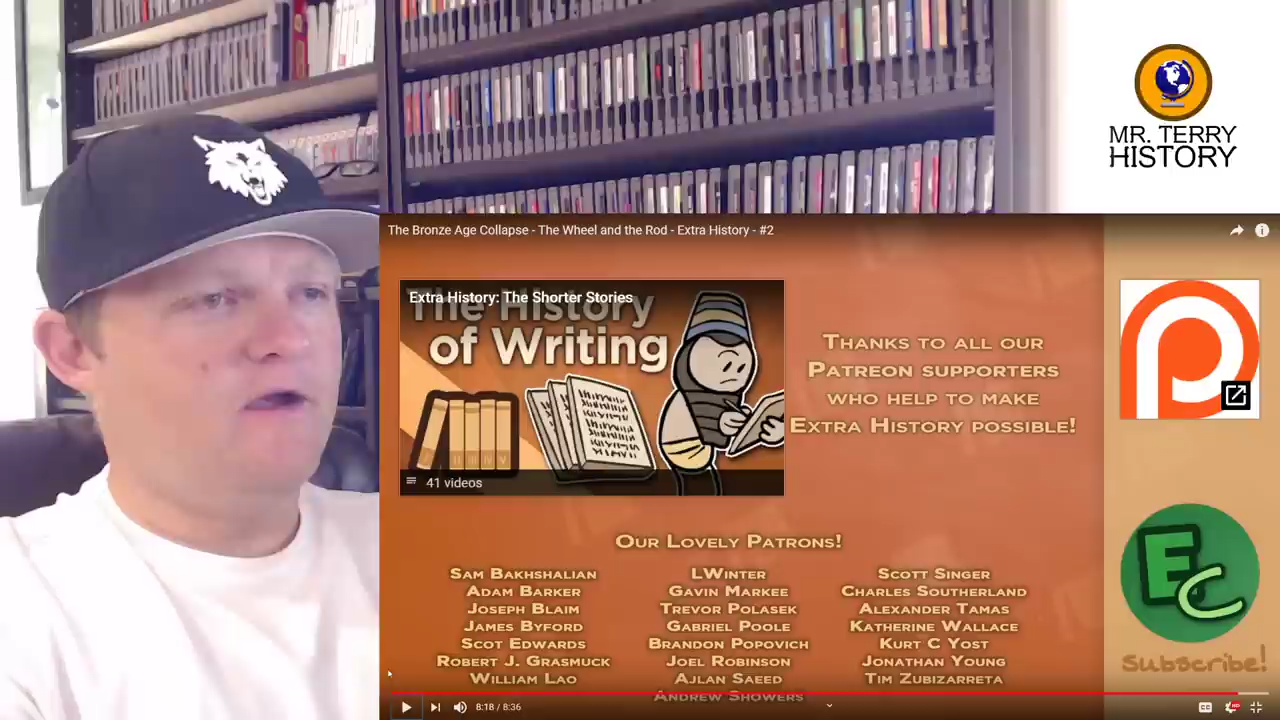 MR. TERRY
HISTORY
The Bronze Age Collapse - The Wheel and the Rod - Extra History - #2
Extra History: The Shorter Stories
The History
of Writing
41 videos
THANKS TO ALL OUR
PATREON SUPPORTERS
WHO HELP TO MAKE
EXTRA HISTORY POSSIBLE!
OUR LOVELY PATRONS!
SAM BAKHSHALIAN
ADAM BARKER
JOSEPH BLAIM
JAMES BYFORD
SCOT EDWARDS
ROBERT J. GRASMUCK
WILLIAM LAO
LWINTER
GAVIN MARKEE
TREVOR POLASEK
GABRIEL POOLE
BRANDON POPOVICH
JOEL ROBINSON
AJLAN SAEED
ANDREW SHOWERS
SCOTT SINGER
CHARLES SOUTHERLAND
ALEXANDER TAMAS
KATHERINE WALLACE
KURT C YOST
JONATHAN YOUNG
TIM ZUBIZARRETA
EC
Subscribe!
8:18 / 8:36
CC
HD